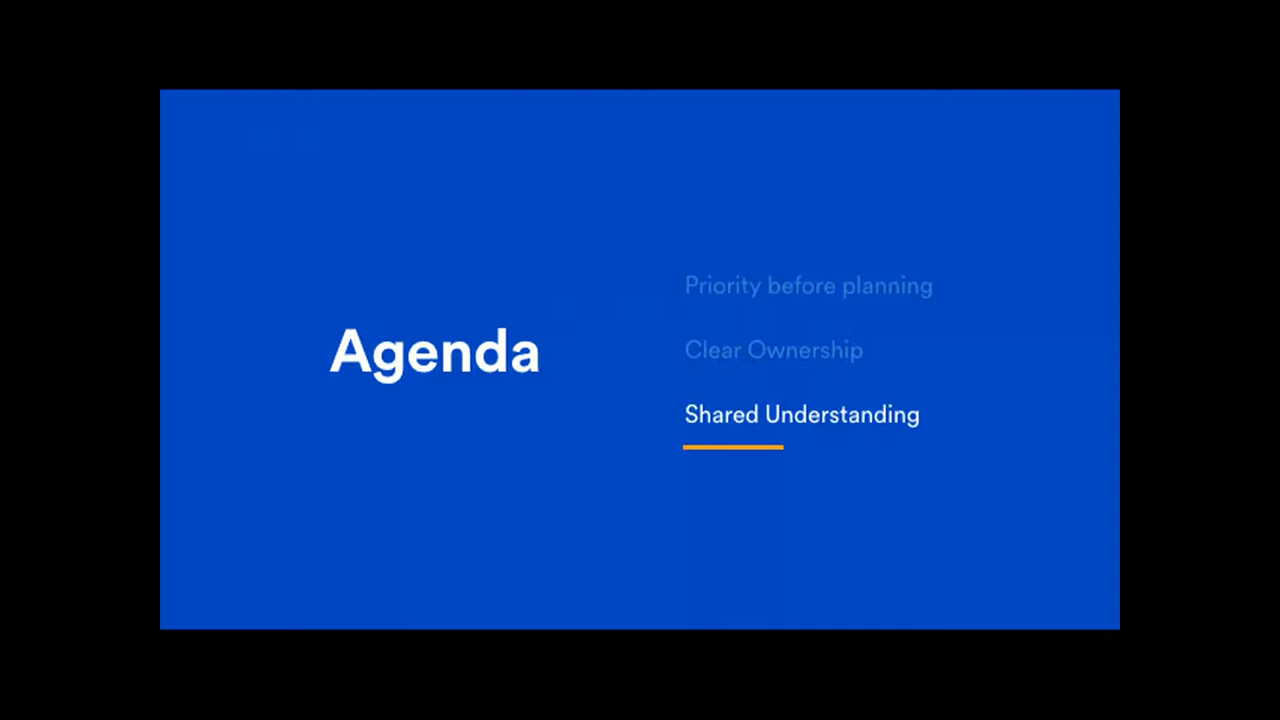 Agenda
Priority before planning
Clear Ownership
Shared Understanding